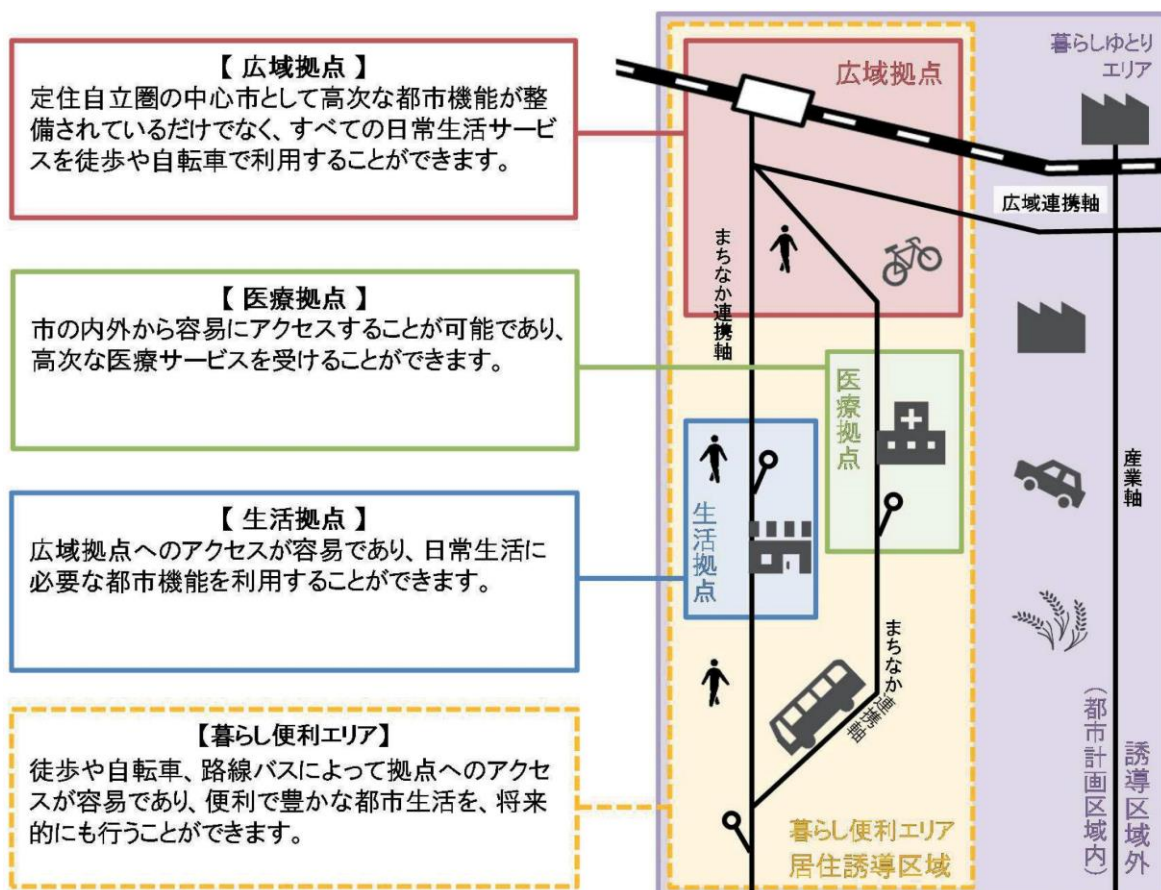 【 広域拠点 】
定住自立圏の中心市として高次な都市機能が整
備されているだけでなく、すべての日常生活サービ
スを徒歩や自転車で利用することができます。
【 医療拠点 】
市の内外から容易にアクセスすることが可能であり、
高次な医療サービスを受けることができます。
【 生活拠点 】
広域拠点へのアクセスが容易であり、日常生活に
必要な都市機能を利用することができます。
【暮らし便利エリア】
徒歩や自転車、路線バスによって拠点へのアクセ
スが容易であり、便利で豊かな都市生活を、将来
的にも行うことができます。
広域拠点
暮らしゆとり
エリア
広域連携軸
まちなか連携軸
医療拠点
生活拠点
産業軸
まちなか連携軸
暮らし便利エリア
居住誘導区域
誘導区域外
（都市計画区域内）